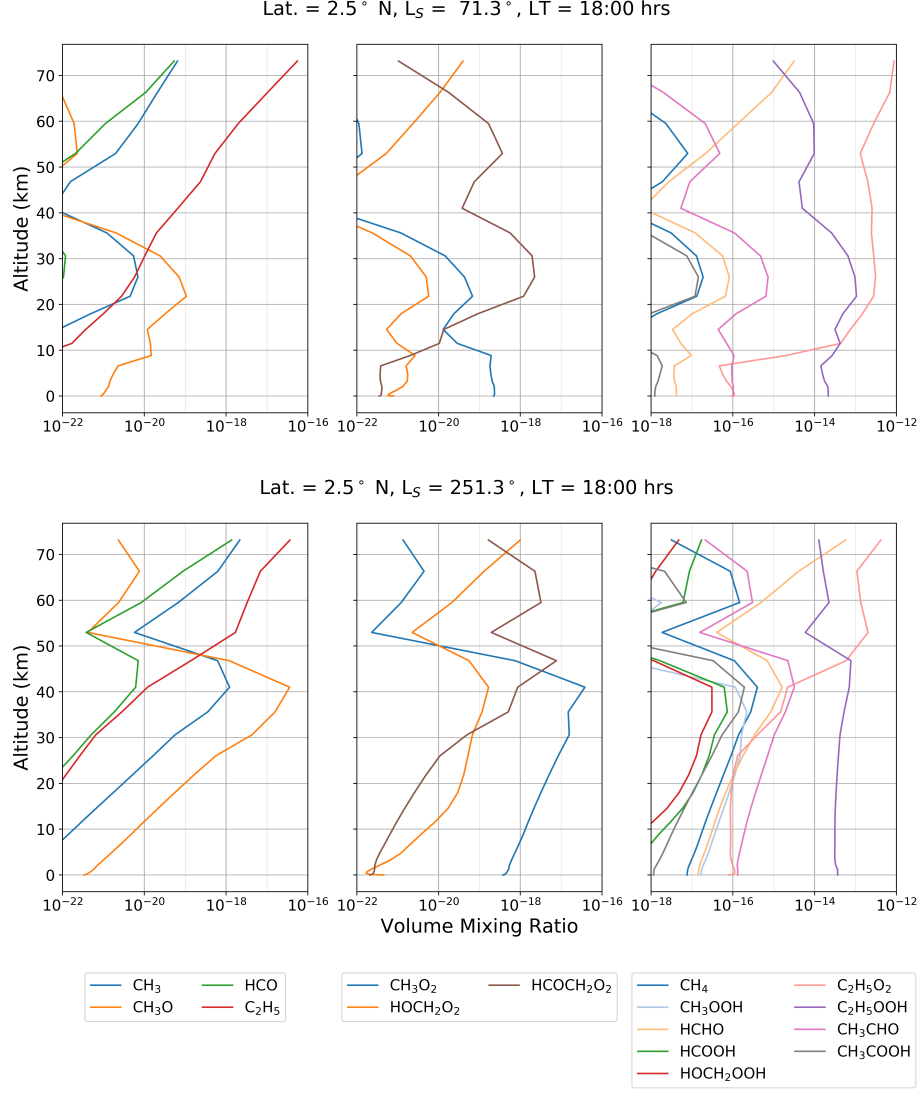 Lat. = 2.5° N, L_S = 71.3°, LT = 18:00 hrs
Altitude (km)
70
60
50
40
30
20
10
0
10⁻²² 10⁻²⁰ 10⁻¹⁸ 10⁻¹⁶
10⁻²² 10⁻²⁰ 10⁻¹⁸ 10⁻¹⁶
10⁻¹⁸ 10⁻¹⁶ 10⁻¹⁴ 10⁻¹²
Lat. = 2.5° N, L_S = 251.3°, LT = 18:00 hrs
Altitude (km)
70
60
50
40
30
20
10
0
10⁻²² 10⁻²⁰ 10⁻¹⁸ 10⁻¹⁶
10⁻²² 10⁻²⁰ 10⁻¹⁸ 10⁻¹⁶
10⁻¹⁸ 10⁻¹⁶ 10⁻¹⁴ 10⁻¹²
Volume Mixing Ratio
CH₃ HCO
CH₃O C₂H₅
CH₃O₂ HCOCH₂O₂
HOCH₂O₂
CH₄ C₂H₅O₂
CH₃OOH C₂H₅OOH
HCHO CH₃CHO
HCOOH CH₃COOH
HOCH₂OOH